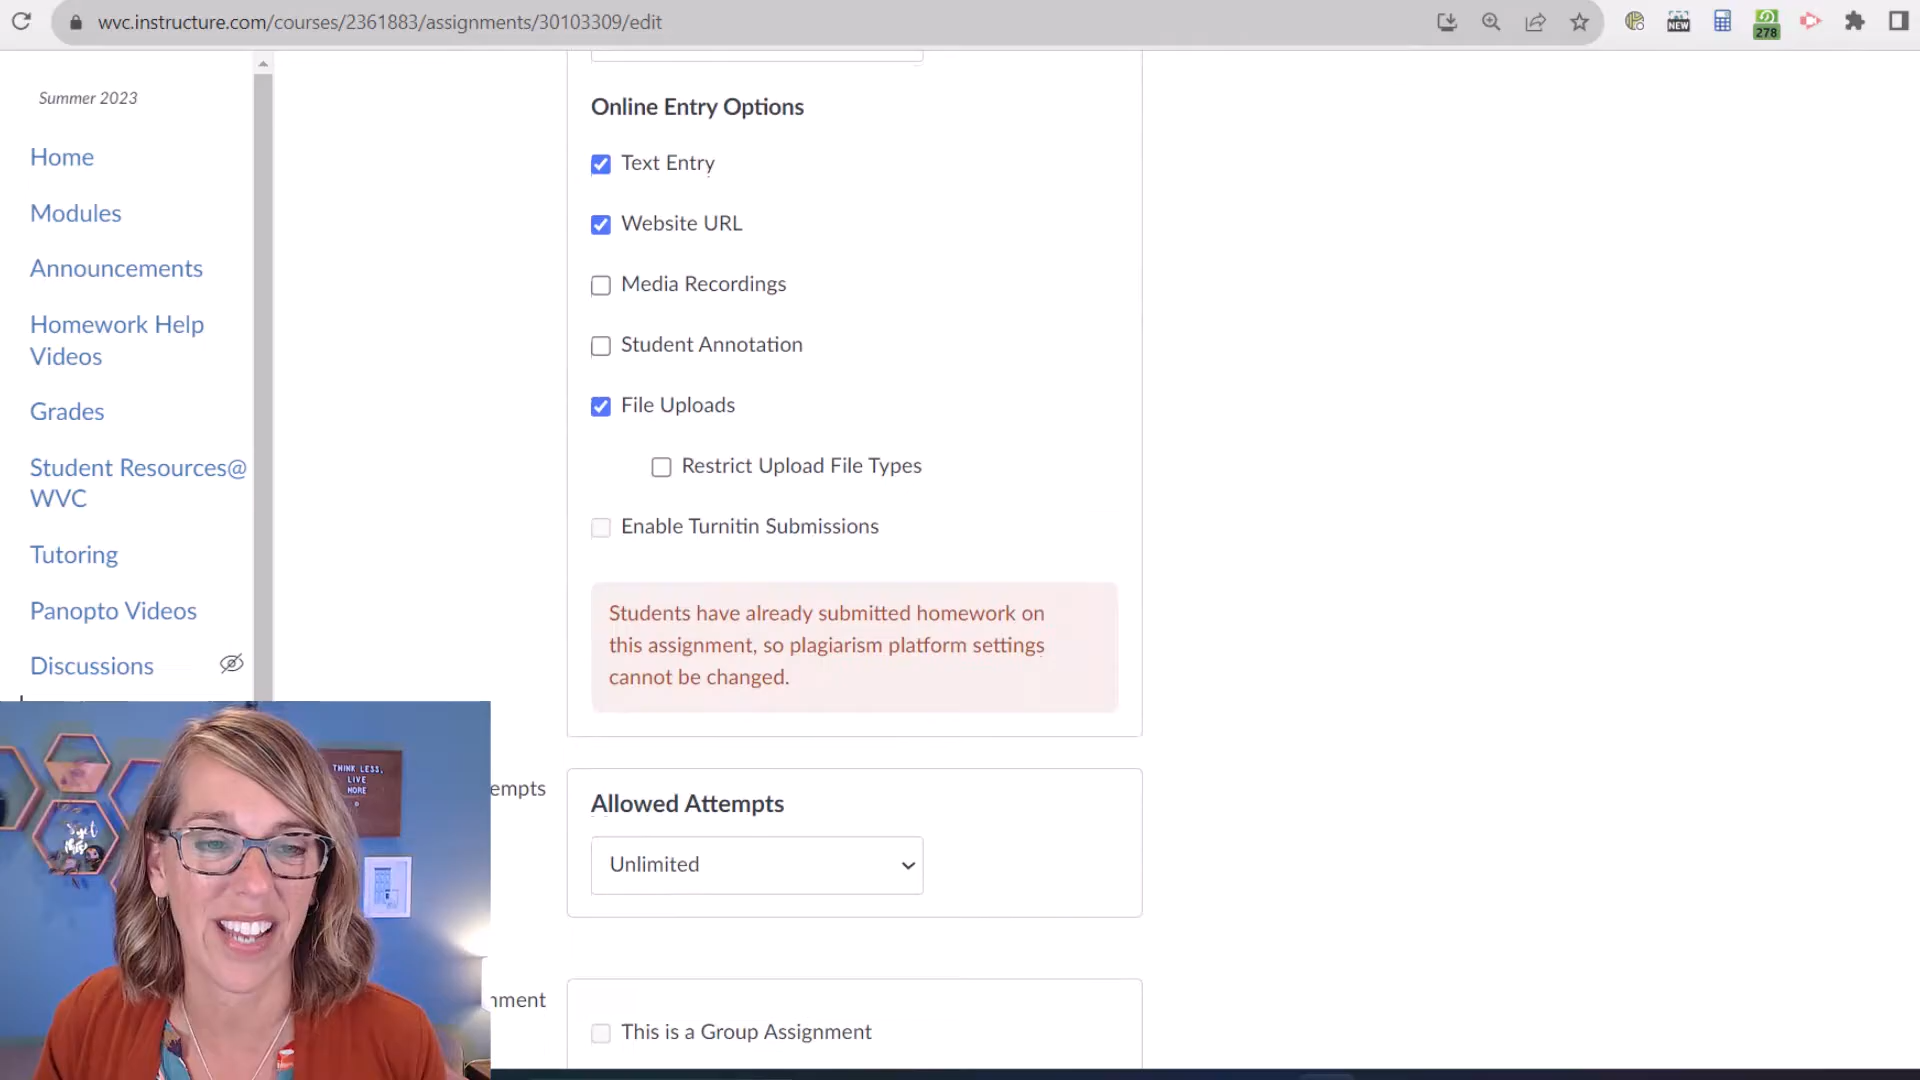 wvc.instructure.com/courses/2361883/assignments/30103309/edit
NEW
278
Summer 2023
Home
Modules
Announcements
Homework Help
Videos
Grades
Student Resources@
WVC
Tutoring
Panopto Videos
Discussions
Online Entry Options
Text Entry
Website URL
Media Recordings
Student Annotation
File Uploads
Restrict Upload File Types
Enable Turnitin Submissions
Students have already submitted homework on
this assignment, so plagiarism platform settings
cannot be changed.
empts
Allowed Attempts
Unlimited
nment
This is a Group Assignment
THINK LESS,
LIVE
MORE